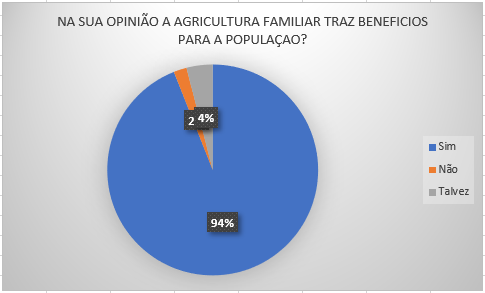 NA SUA OPINIÃO A AGRICULTURA FAMILIAR TRAZ BENEFICIOS
PARA A POPULAÇAO?
2
4%
94%
Sim
Não
Talvez